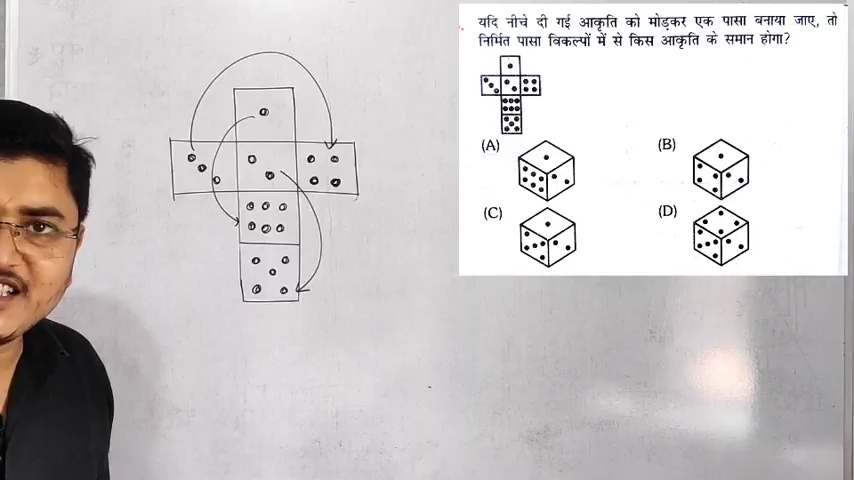 यदि नीचे दी गई आकृति को मोड़कर एक पासा बनाया जाए, तो
निर्मित पासा विकल्पों में से किस आकृति के समान होगा?
(A)
(B)
(C)
(D)